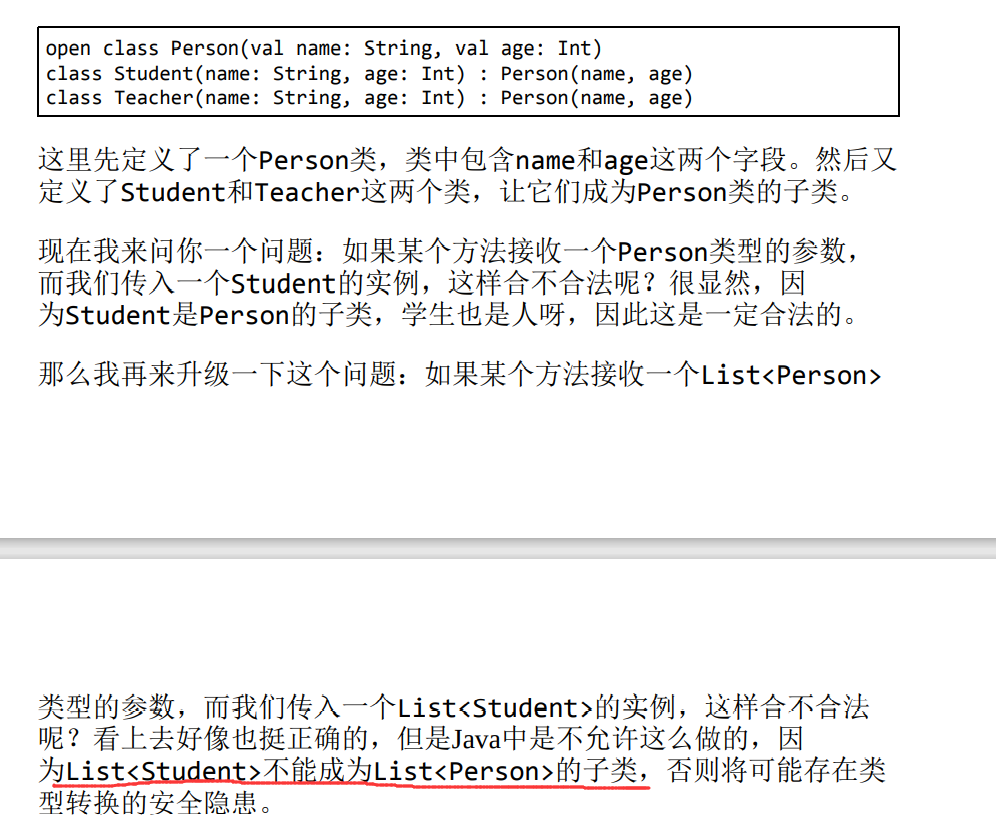 open class Person(val name: String, val age: Int)
class Student(name: String, age: Int) : Person(name, age)
class Teacher(name: String, age: Int) : Person(name, age)
这里先定义了一个Person类，类中包含name和age这两个字段。然后又
定义了Student和Teacher这两个类，让它们成为Person类的子类。
现在我来问你一个问题：如果某个方法接收一个Person类型的参数，
而我们传入一个Student的实例，这样合不合法呢？很显然，因
为Student是Person的子类，学生也是人呀，因此这是一定合法的。
那么我再来升级一下这个问题：如果某个方法接收一个List<Person>
类型的参数，而我们传入一个List<Student>的实例，这样合不合法
呢？看上去好像也挺正确的，但是Java中是不允许这么做的，因
为List<Student>不能成为List<Person>的子类，否则将可能存在类
型转换的安全隐患。